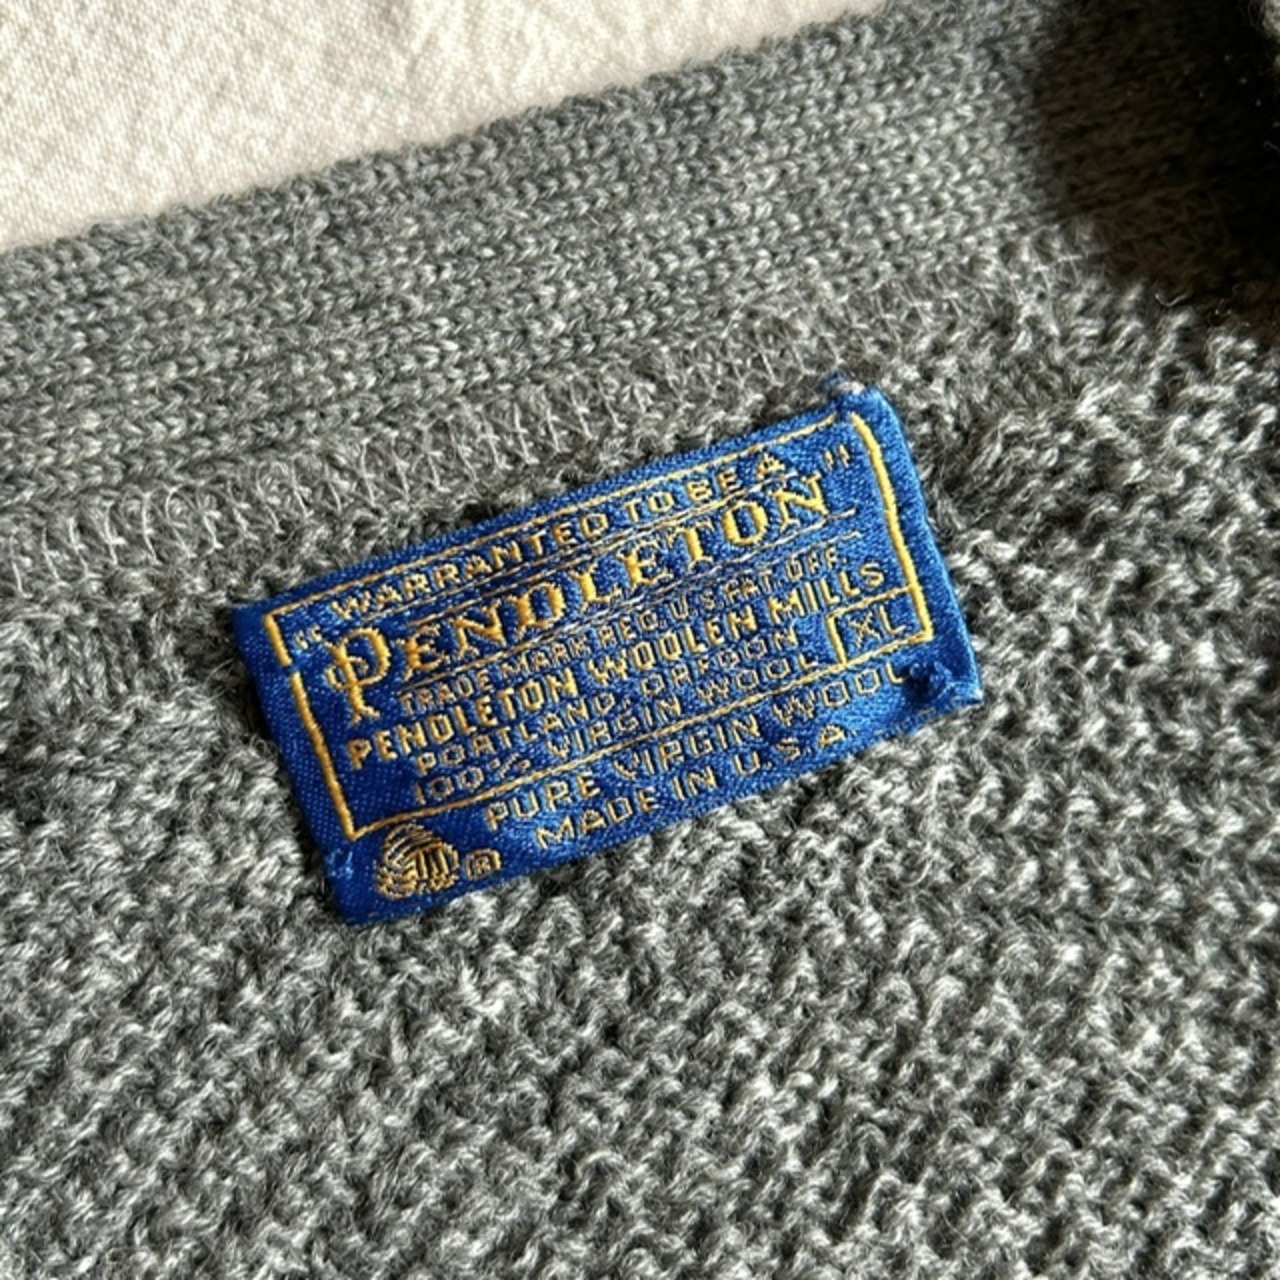 "WARRANTED TO BE A
PENDLETON"
TRADE MARK REG. U.S. PAT. OFF.
PENDLETON WOOLEN MILLS
PORTLAND, OREGON
100% VIRGIN WOOL
XL
PURE VIRGIN WOOL
® MADE IN U.S.A.